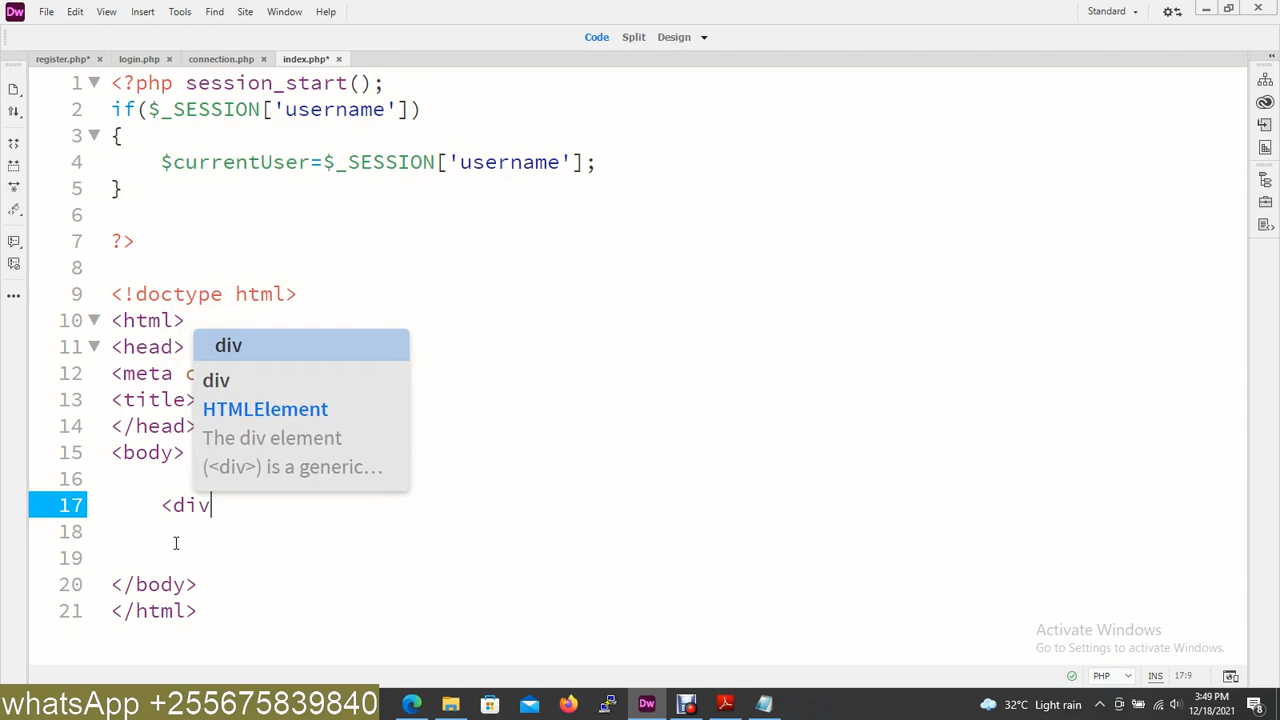 Dw File Edit View Insert Tools Find Site Window Help Standard
Code Split Design
register.php* × login.php × connection.php × index.php* ×
1 <?php session_start();
2 if($_SESSION['username'])
3 {
4 $currentUser=$_SESSION['username'];
5 }
6
7 ?>
8
9 <!doctype html>
10 <html>
11 <head> div
12 <meta c div
13 <title> HTMLElement
14 </head> The div element
15 <body> (<div>) is a generic…
16
17 <div
18
19
20 </body>
21 </html>
Activate Windows
Go to Settings to activate Windows.
PHP INS 17:9
whatsApp +255675839840 Dw 32°C Light rain 3:49 PM
12/18/2021 8